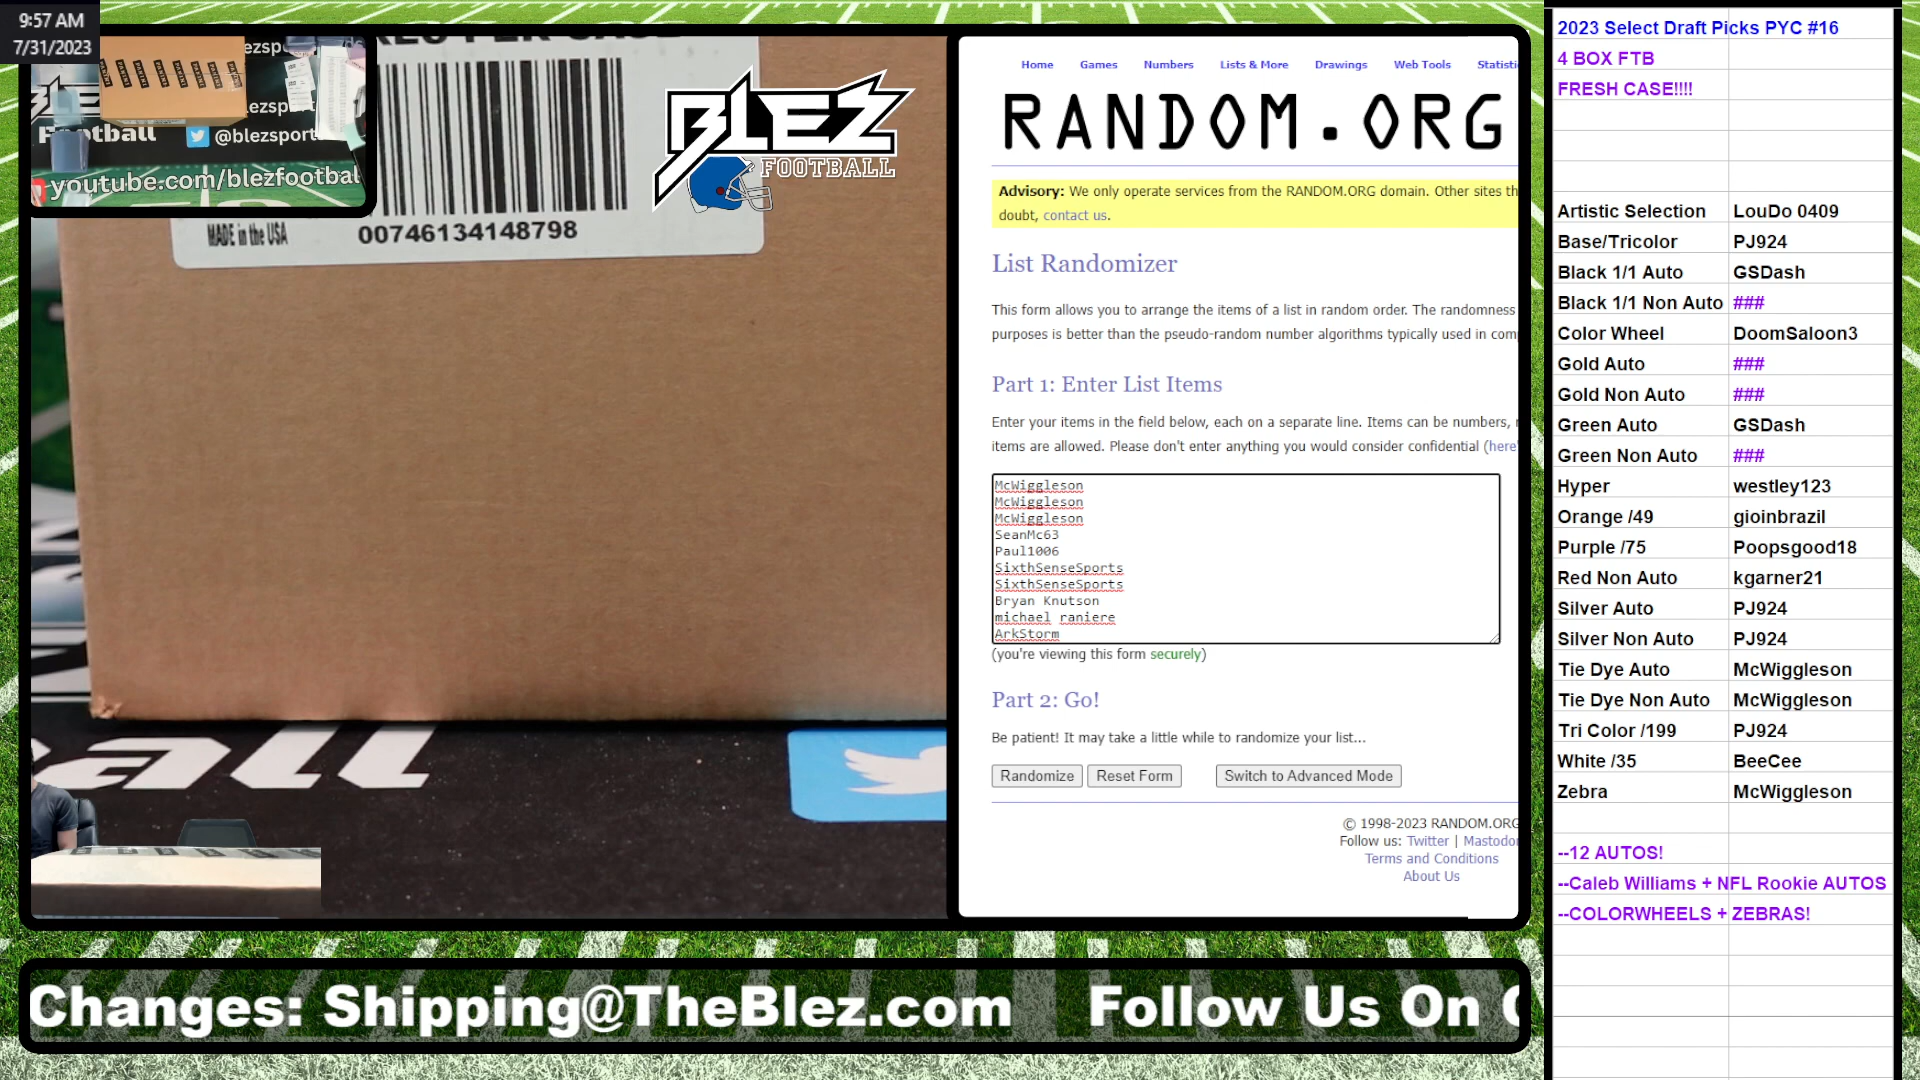 9:57 AM
7/31/2023
Football
@blezsport
youtube.com/blezfootbal
MADE in the USA
00746134148798
BLEZ
FOOTBALL
Home Games Numbers Lists & More Drawings Web Tools Statisti
RANDOM.ORG
Advisory: We only operate services from the RANDOM.ORG domain. Other sites th
doubt, contact us.
List Randomizer
This form allows you to arrange the items of a list in random order. The randomness
purposes is better than the pseudo-random number algorithms typically used in com
Part 1: Enter List Items
Enter your items in the field below, each on a separate line. Items can be numbers,
items are allowed. Please don't enter anything you would consider confidential (here'
McWiggleson
McWiggleson
McWiggleson
SeanMc63
Paul1006
SixthSenseSports
SixthSenseSports
Bryan Knutson
michael raniere
ArkStorm
(you're viewing this form securely)
Part 2: Go!
Be patient! It may take a little while to randomize your list...
Randomize Reset Form Switch to Advanced Mode
© 1998-2023 RANDOM.ORG
Follow us: Twitter | Mastodon
Terms and Conditions
About Us
2023 Select Draft Picks PYC #16
4 BOX FTB
FRESH CASE!!!!
Artistic Selection LouDo 0409
Base/Tricolor PJ924
Black 1/1 Auto GSDash
Black 1/1 Non Auto ###
Color Wheel DoomSaloon3
Gold Auto ###
Gold Non Auto ###
Green Auto GSDash
Green Non Auto ###
Hyper westley123
Orange /49 gioinbrazil
Purple /75 Poopsgood18
Red Non Auto kgarner21
Silver Auto PJ924
Silver Non Auto PJ924
Tie Dye Auto McWiggleson
Tie Dye Non Auto McWiggleson
Tri Color /199 PJ924
White /35 BeeCee
Zebra McWiggleson
--12 AUTOS!
--Caleb Williams + NFL Rookie AUTOS
--COLORWHEELS + ZEBRAS!
Changes: Shipping@TheBlez.com Follow Us On